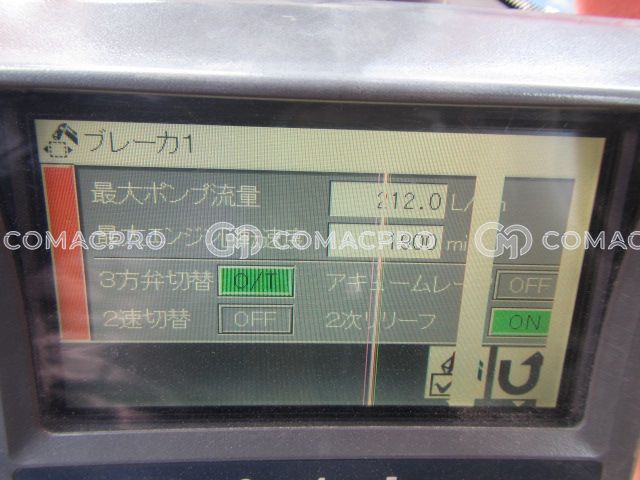 ブレーカ1
最大ポンプ流量 212.0 L/
COMACPRO COMACPRO COMACPRO
3方弁切替 O/T アキュームレー OFF
2速切替 OFF 2次リリーフ ON